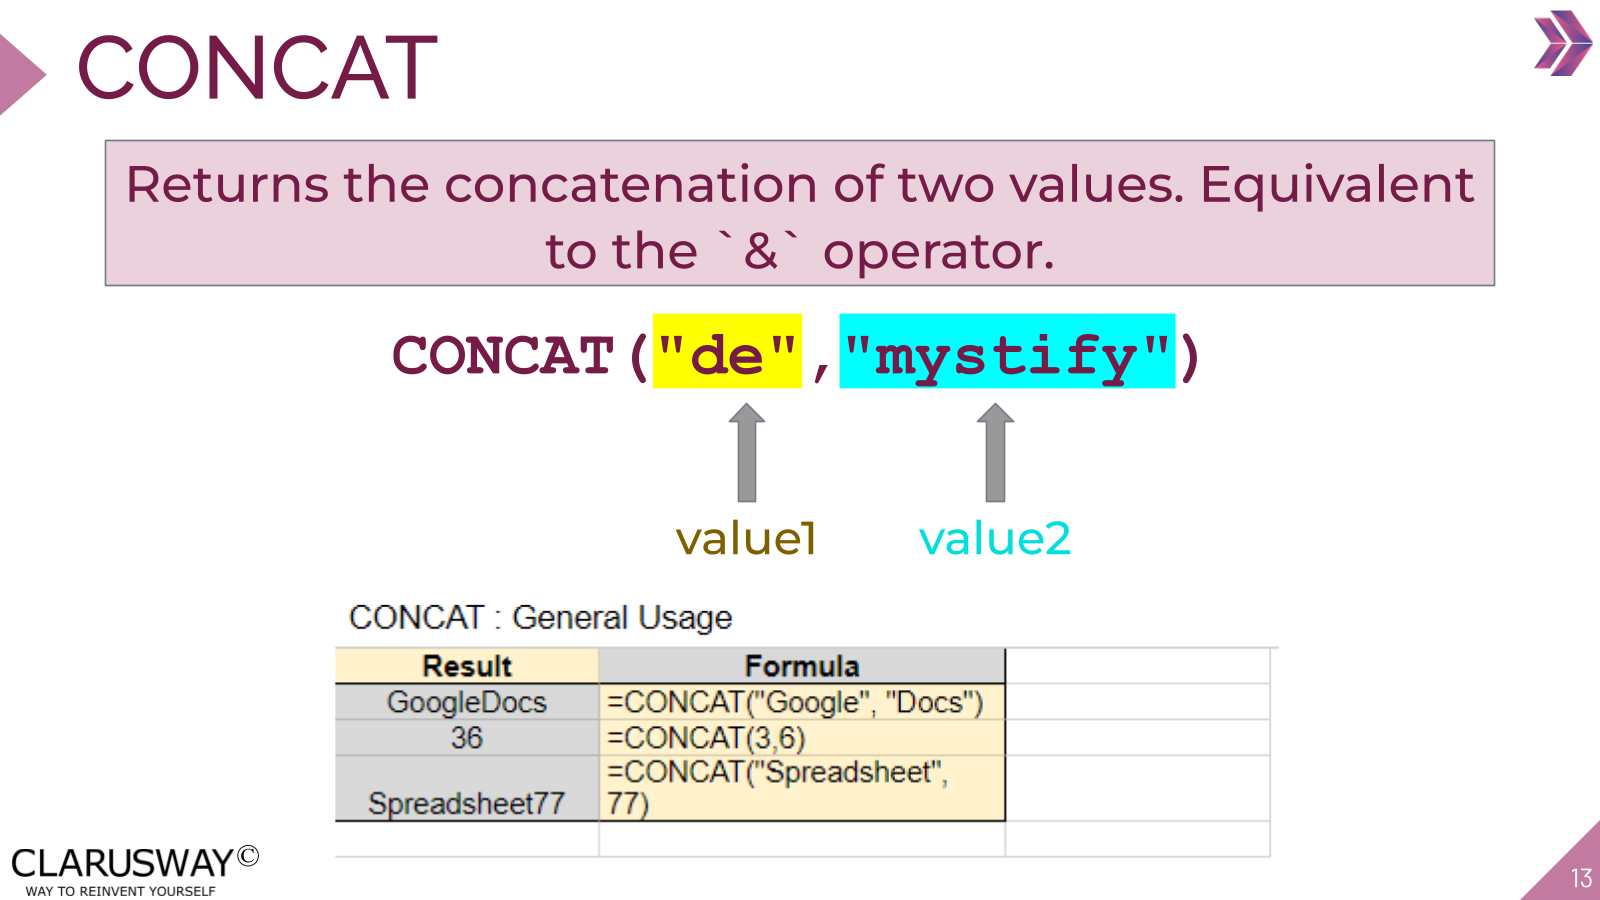 CONCAT
Returns the concatenation of two values. Equivalent
to the `&` operator.
CONCAT("de","mystify")
value1 value2
CONCAT : General Usage
Result Formula
GoogleDocs =CONCAT("Google", "Docs")
36 =CONCAT(3,6)
=CONCAT("Spreadsheet",
Spreadsheet77 77)
CLARUSWAY©
WAY TO REINVENT YOURSELF
13